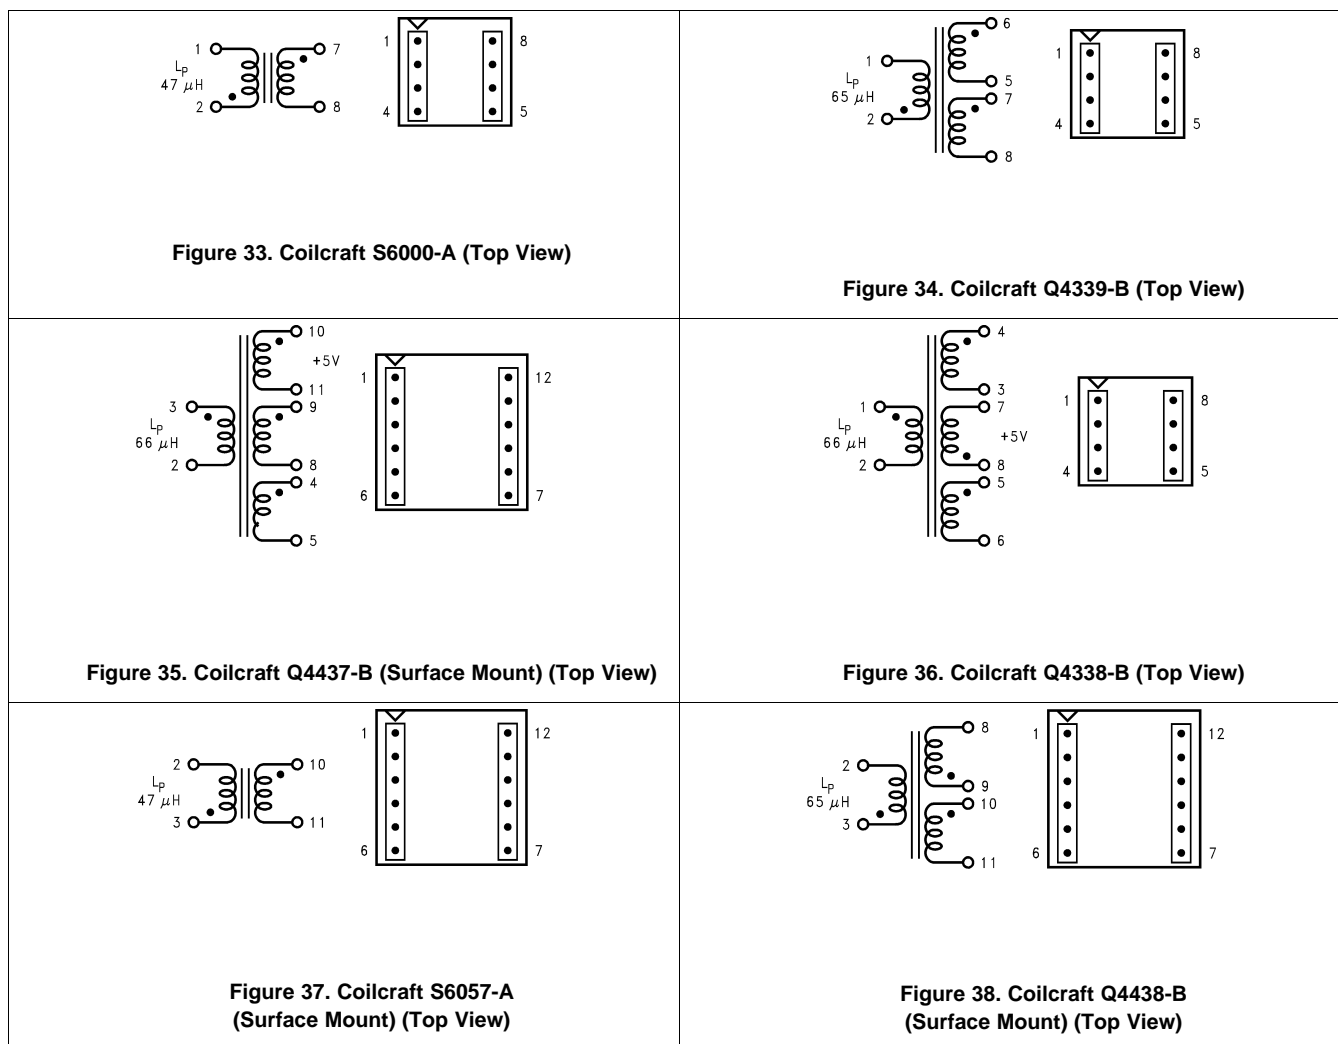 1
7
L_P
47 μH
2
8
1
8
4
5
Figure 33. Coilcraft S6000-A (Top View)
6
1
5
L_P
65 μH
7
2
8
1
8
4
5
Figure 34. Coilcraft Q4339-B (Top View)
10
+5V
11
3
9
L_P
66 μH
2
8
4
5
1
12
6
7
Figure 35. Coilcraft Q4437-B (Surface Mount) (Top View)
4
3
1
7
L_P
66 μH
+5V
2
8
5
6
1
8
4
5
Figure 36. Coilcraft Q4338-B (Top View)
2
10
L_P
47 μH
3
11
1
12
6
7
Figure 37. Coilcraft S6057-A
(Surface Mount) (Top View)
8
2
9
L_P
65 μH
10
3
11
1
12
6
7
Figure 38. Coilcraft Q4438-B
(Surface Mount) (Top View)